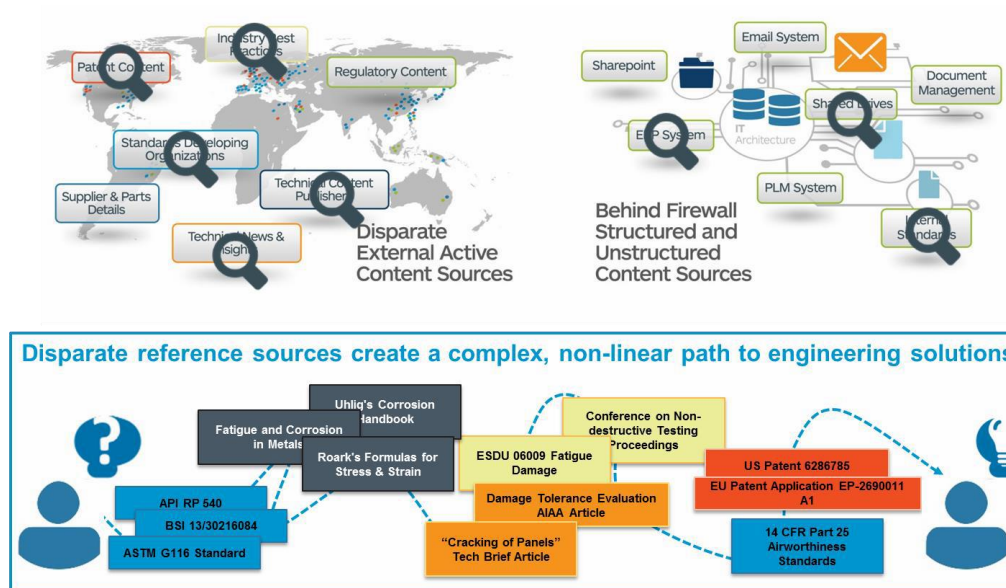 Industry Best
Practices
Patent Content
Regulatory Content
Standards Developing
Organizations
Technical Content
Publisher
Supplier & Parts
Details
Technical News &
Insight
Disparate
External Active
Content Sources
Email System
Sharepoint
Document
Management
Shared Drives
ERP System
IT
Architecture
PLM System
Internal
Standards
Behind Firewall
Structured and
Unstructured
Content Sources
Disparate reference sources create a complex, non-linear path to engineering solutions
?
Uhlig's Corrosion
Handbook
Fatigue and Corrosion
in Metals
Roark's Formulas for
Stress & Strain
API RP 540
BSI 13/30216084
ASTM G116 Standard
Conference on Non-
destructive Testing
Proceedings
ESDU 06009 Fatigue
Damage
Damage Tolerance Evaluation
AIAA Article
“Cracking of Panels”
Tech Brief Article
US Patent 6286785
EU Patent Application EP-2690011
A1
14 CFR Part 25
Airworthiness
Standards